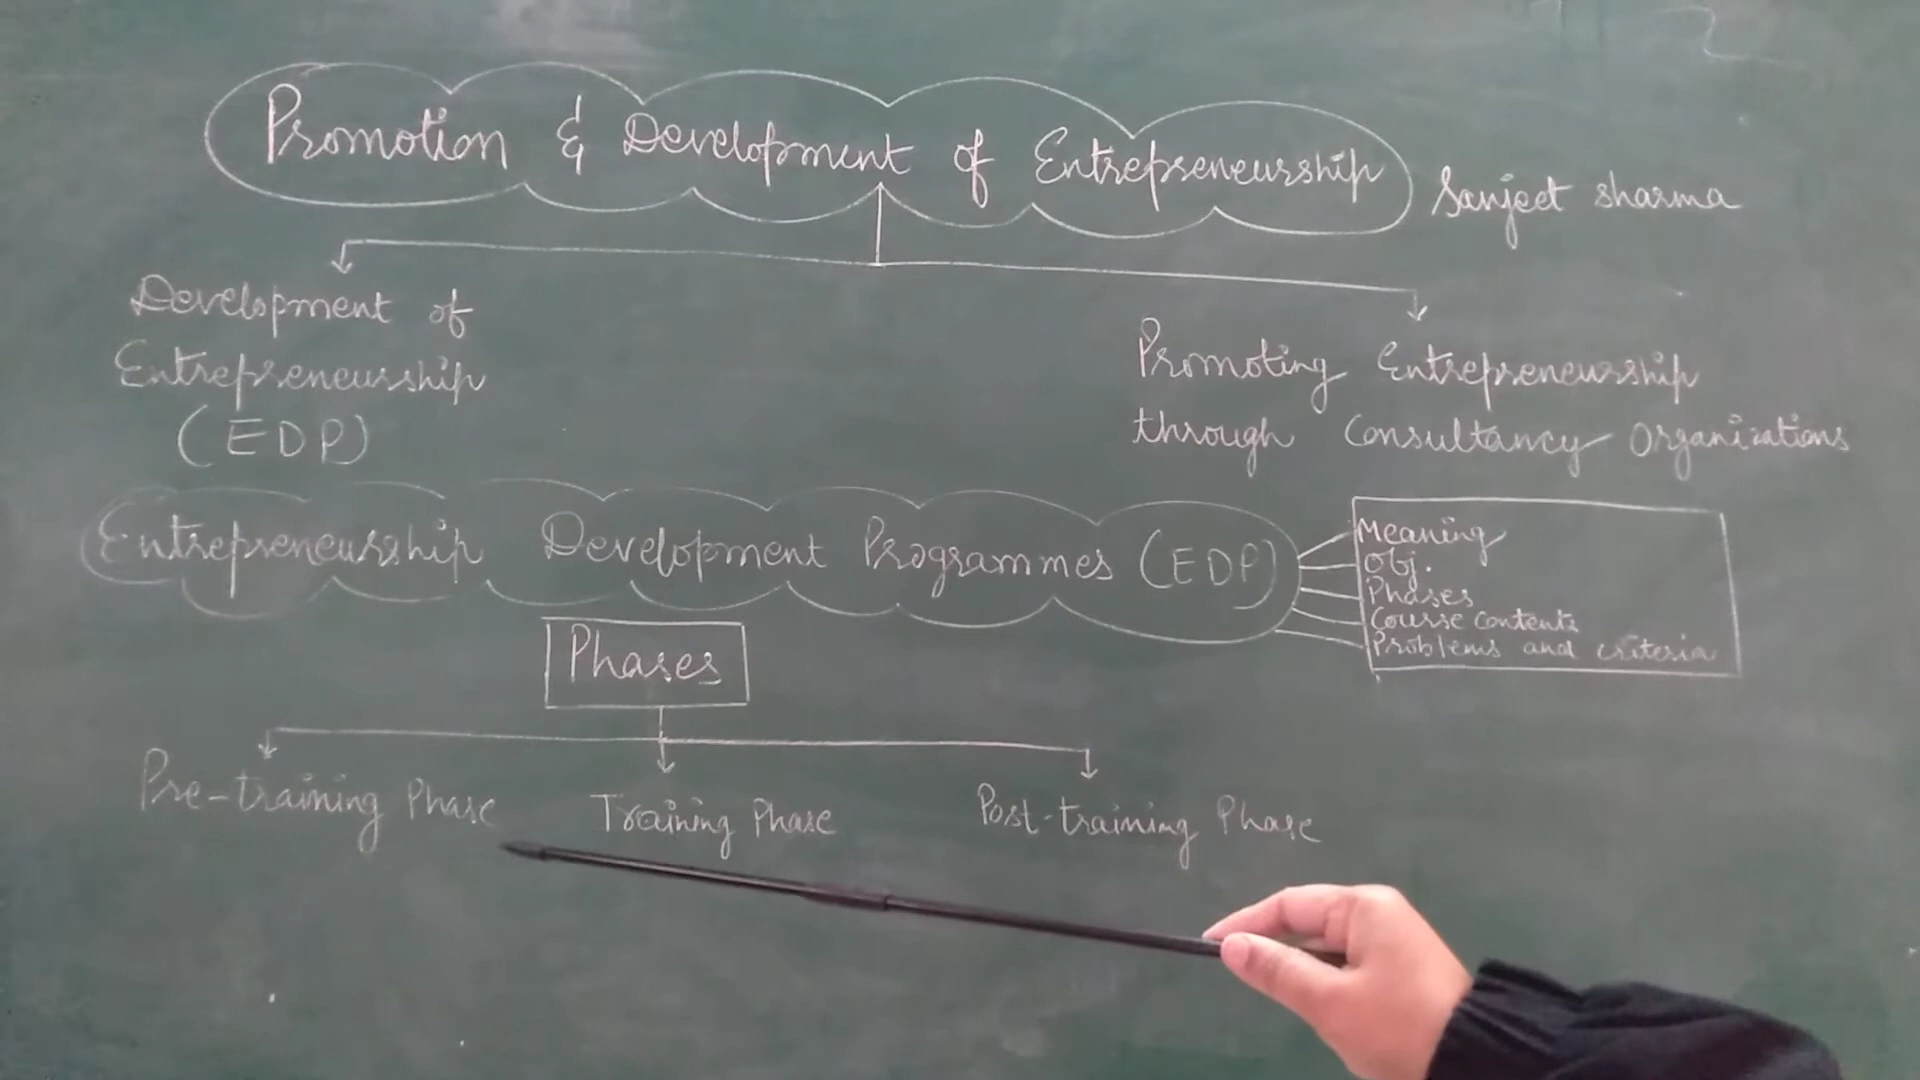 Promotion & Development of Entrepreneurship
Sanjeet sharma
Development of
Entrepreneurship
(EDP)
Promoting Entrepreneurship
through Consultancy Organizations
Entrepreneurship Development Programmes (EDP)
Meaning
Obj.
Phases
Course contents
Problems and criteria
Phases
Pre-training Phase
Training Phase
Post-training Phase